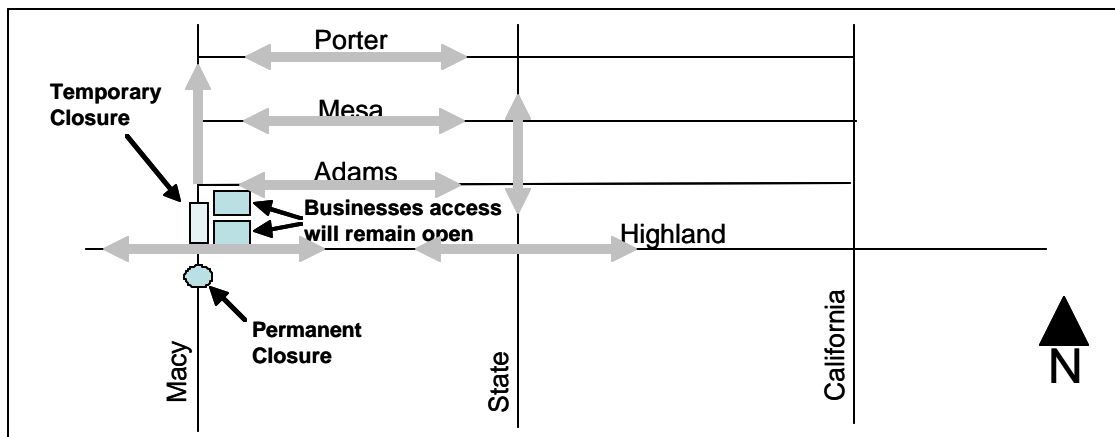 Porter
Temporary
Closure
Mesa
Adams
Businesses access
will remain open
Highland
Permanent
Closure
Macy
State
California
N